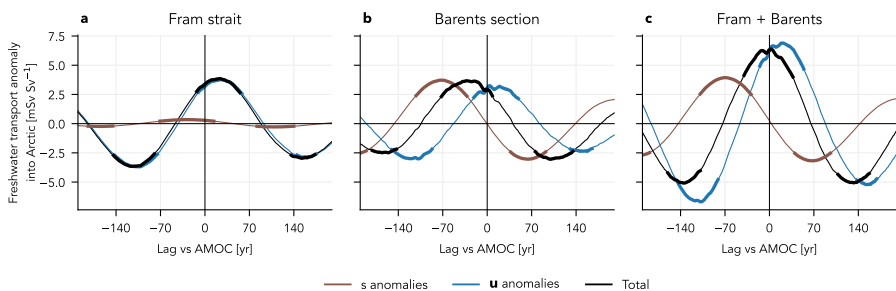 a Fram strait
b Barents section
c Fram + Barents
Freshwater transport anomaly
into Arctic [mSv Sv⁻¹]
7.5
5.0
2.5
0.0
−2.5
−5.0
−140 −70 0 70 140
−140 −70 0 70 140
−140 −70 0 70 140
Lag vs AMOC [yr]
Lag vs AMOC [yr]
Lag vs AMOC [yr]
s anomalies u anomalies Total